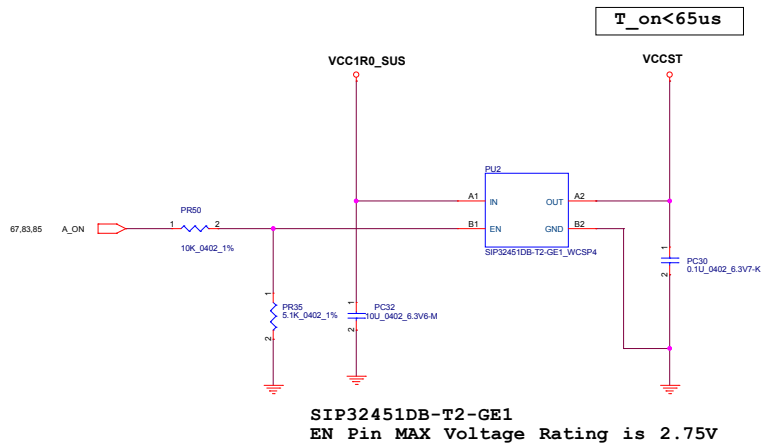 T_on<65us
VCC1R0_SUS
VCCST
PU2
A1 IN OUT A2
PR50
67,83,85 A_ON 1 2 B1 EN GND B2
10K_0402_1%
SIP32451DB-T2-GE1_WCSP4
1
PC30
0.1U_0402_6.3V7-K
2
1
PR35
5.1K_0402_1%
2
1
PC32
10U_0402_6.3V6-M
2
SIP32451DB-T2-GE1
EN Pin MAX Voltage Rating is 2.75V